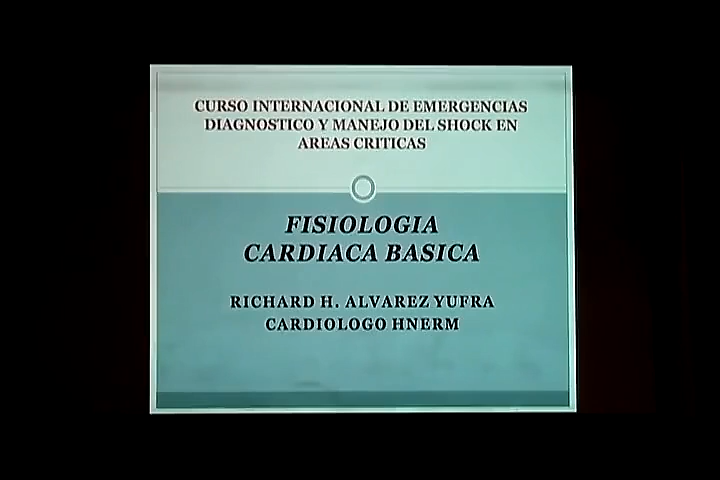 CURSO INTERNACIONAL DE EMERGENCIAS
DIAGNOSTICO Y MANEJO DEL SHOCK EN
AREAS CRITICAS
FISIOLOGIA
CARDIACA BASICA
RICHARD H. ALVAREZ YUFRA
CARDIOLOGO HNERM